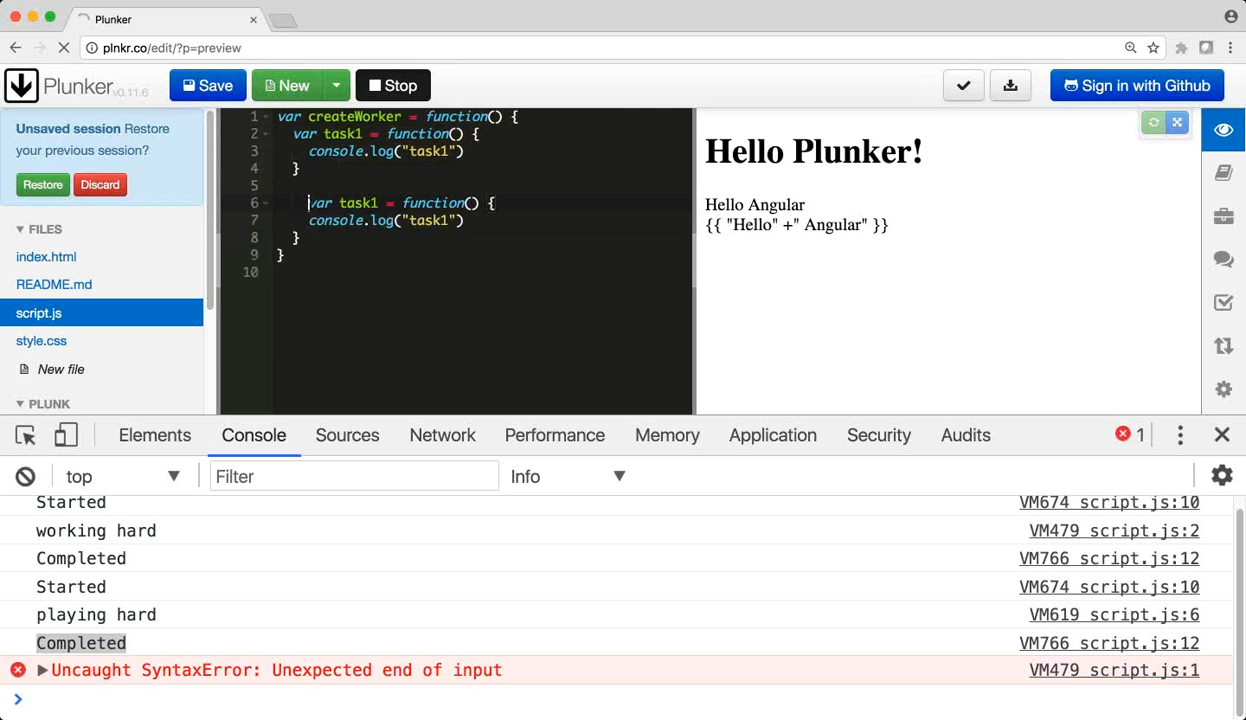 Plunker
plnkr.co/edit/?p=preview
Plunker v0.11.6
Save
New
Stop
Sign in with Github
Unsaved session Restore
your previous session?
Restore
Discard
FILES
index.html
README.md
script.js
style.css
New file
PLUNK
1 var createWorker = function() {
2 var task1 = function() {
3 console.log("task1")
4 }
5
6 var task1 = function() {
7 console.log("task1")
8 }
9 }
10
Hello Plunker!
Hello Angular
{{ "Hello" +" Angular" }}
Elements Console Sources Network Performance Memory Application Security Audits 1
top Filter Info
Started VM674 script.js:10
working hard VM479 script.js:2
Completed VM766 script.js:12
Started VM674 script.js:10
playing hard VM619 script.js:6
Completed VM766 script.js:12
Uncaught SyntaxError: Unexpected end of input VM479 script.js:1